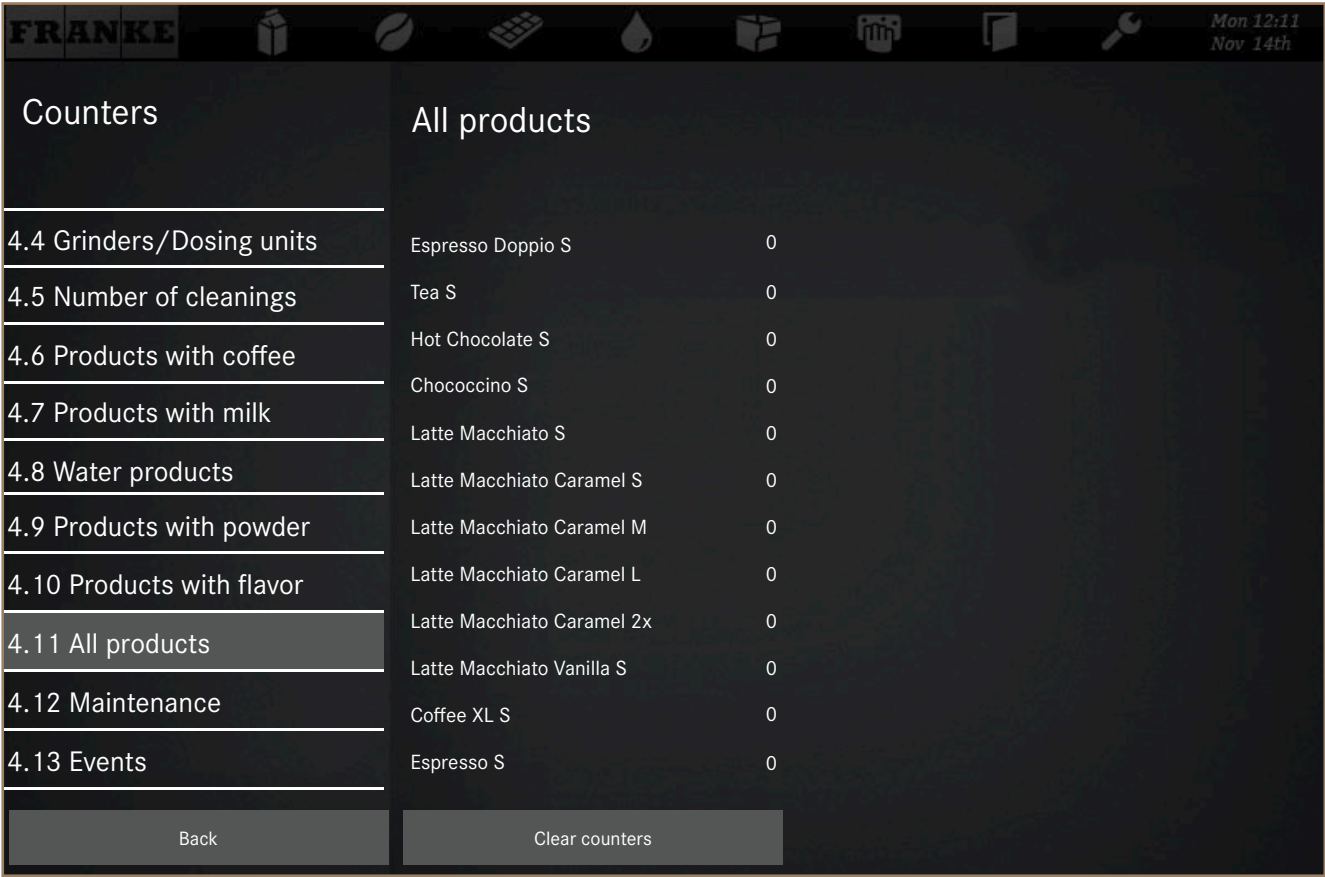 FRANKE
Mon 12:11
Nov 14th
Counters
4.4 Grinders/Dosing units
4.5 Number of cleanings
4.6 Products with coffee
4.7 Products with milk
4.8 Water products
4.9 Products with powder
4.10 Products with flavor
4.11 All products
4.12 Maintenance
4.13 Events
Back
All products
Espresso Doppio S 0
Tea S 0
Hot Chocolate S 0
Chococcino S 0
Latte Macchiato S 0
Latte Macchiato Caramel S 0
Latte Macchiato Caramel M 0
Latte Macchiato Caramel L 0
Latte Macchiato Caramel 2x 0
Latte Macchiato Vanilla S 0
Coffee XL S 0
Espresso S 0
Clear counters